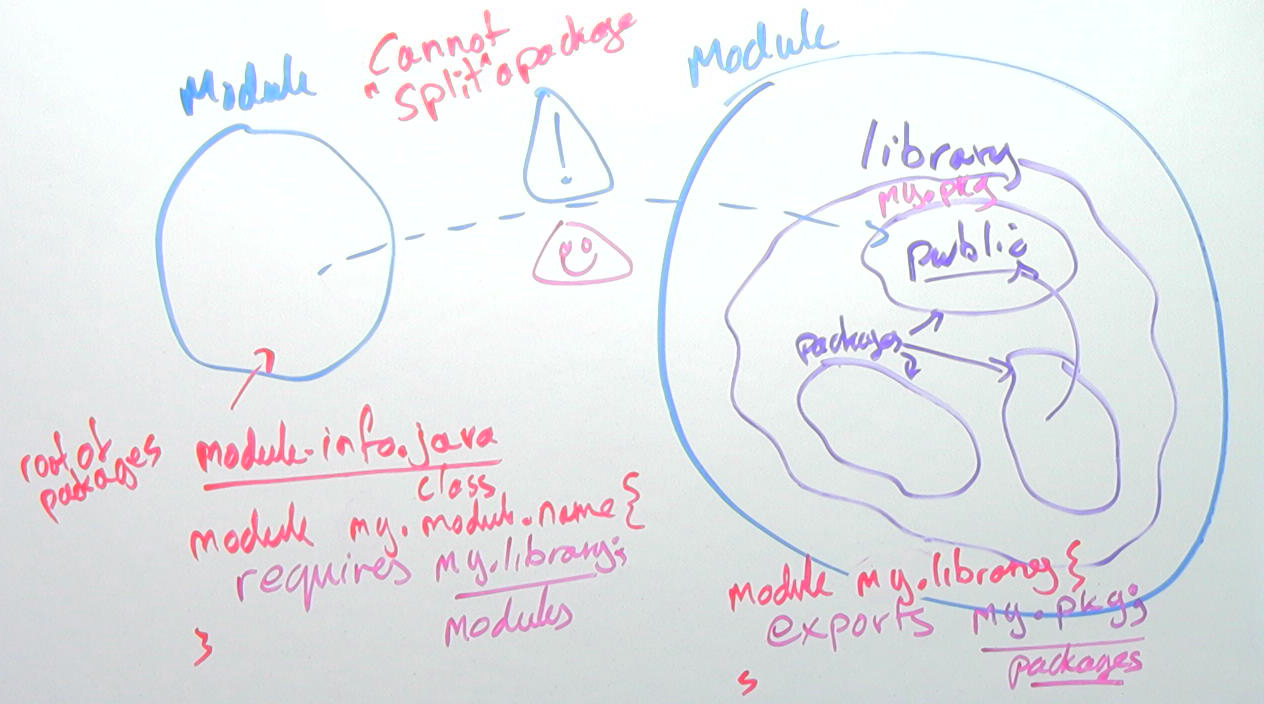 Module
Cannot
"split" a package
!
Module
library
my.pkg
public
packages
root of
packages
module-info.java
class
module my.module.name {
requires my.library;
modules
}
module my.library {
exports my.pkg;
packages
}